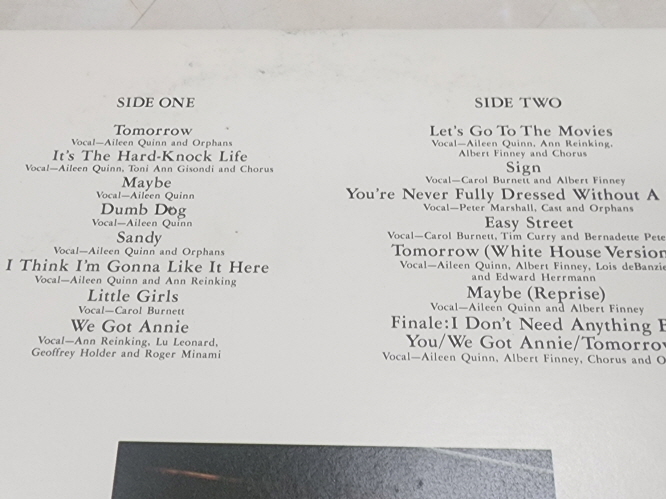 SIDE ONE
Tomorrow
Vocal—Aileen Quinn and Orphans
It's The Hard-Knock Life
Vocal—Aileen Quinn, Toni Ann Gisondi and Chorus
Maybe
Vocal—Aileen Quinn
Dumb Dog
Vocal—Aileen Quinn
Sandy
Vocal—Aileen Quinn and Orphans
I Think I'm Gonna Like It Here
Vocal—Aileen Quinn and Ann Reinking
Little Girls
Vocal—Carol Burnett
We Got Annie
Vocal—Ann Reinking, Lu Leonard,
Geoffrey Holder and Roger Minami
SIDE TWO
Let's Go To The Movies
Vocal—Aileen Quinn, Ann Reinking,
Albert Finney and Chorus
Sign
Vocal—Carol Burnett and Albert Finney
You're Never Fully Dressed Without A
Vocal—Peter Marshall, Cast and Orphans
Easy Street
Vocal—Carol Burnett, Tim Curry and Bernadette Pete
Tomorrow (White House Version
Vocal—Aileen Quinn, Albert Finney, Lois deBanzie
and Edward Herrmann
Maybe (Reprise)
Vocal—Aileen Quinn and Albert Finney
Finale: I Don't Need Anything B
You/We Got Annie/Tomorrow
Vocal—Aileen Quinn, Albert Finney, Chorus and O